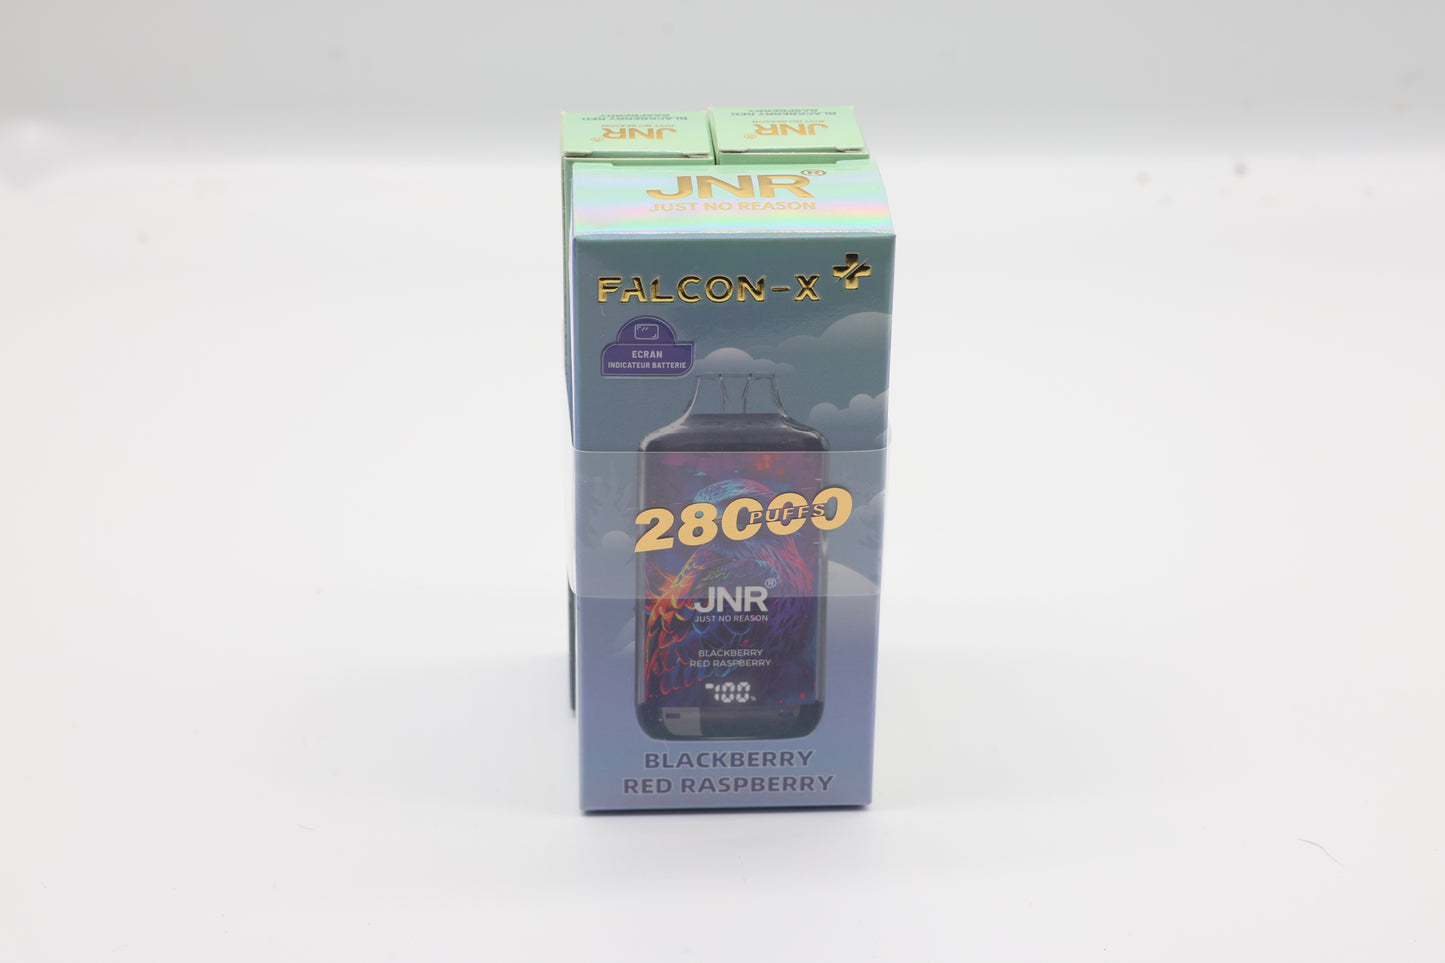 BLACKBERRY RED
RASPBERRY
JUST NO REASON
JNR®
BLACKBERRY RED
RASPBERRY
JUST NO REASON
JNR®
JNR®
JUST NO REASON
FALCON-X+
ECRAN
INDICATEUR BATTERIE
28000
PUFFS
JNR®
JUST NO REASON
BLACKBERRY
RED RASPBERRY
100%
BLACKBERRY
RED RASPBERRY